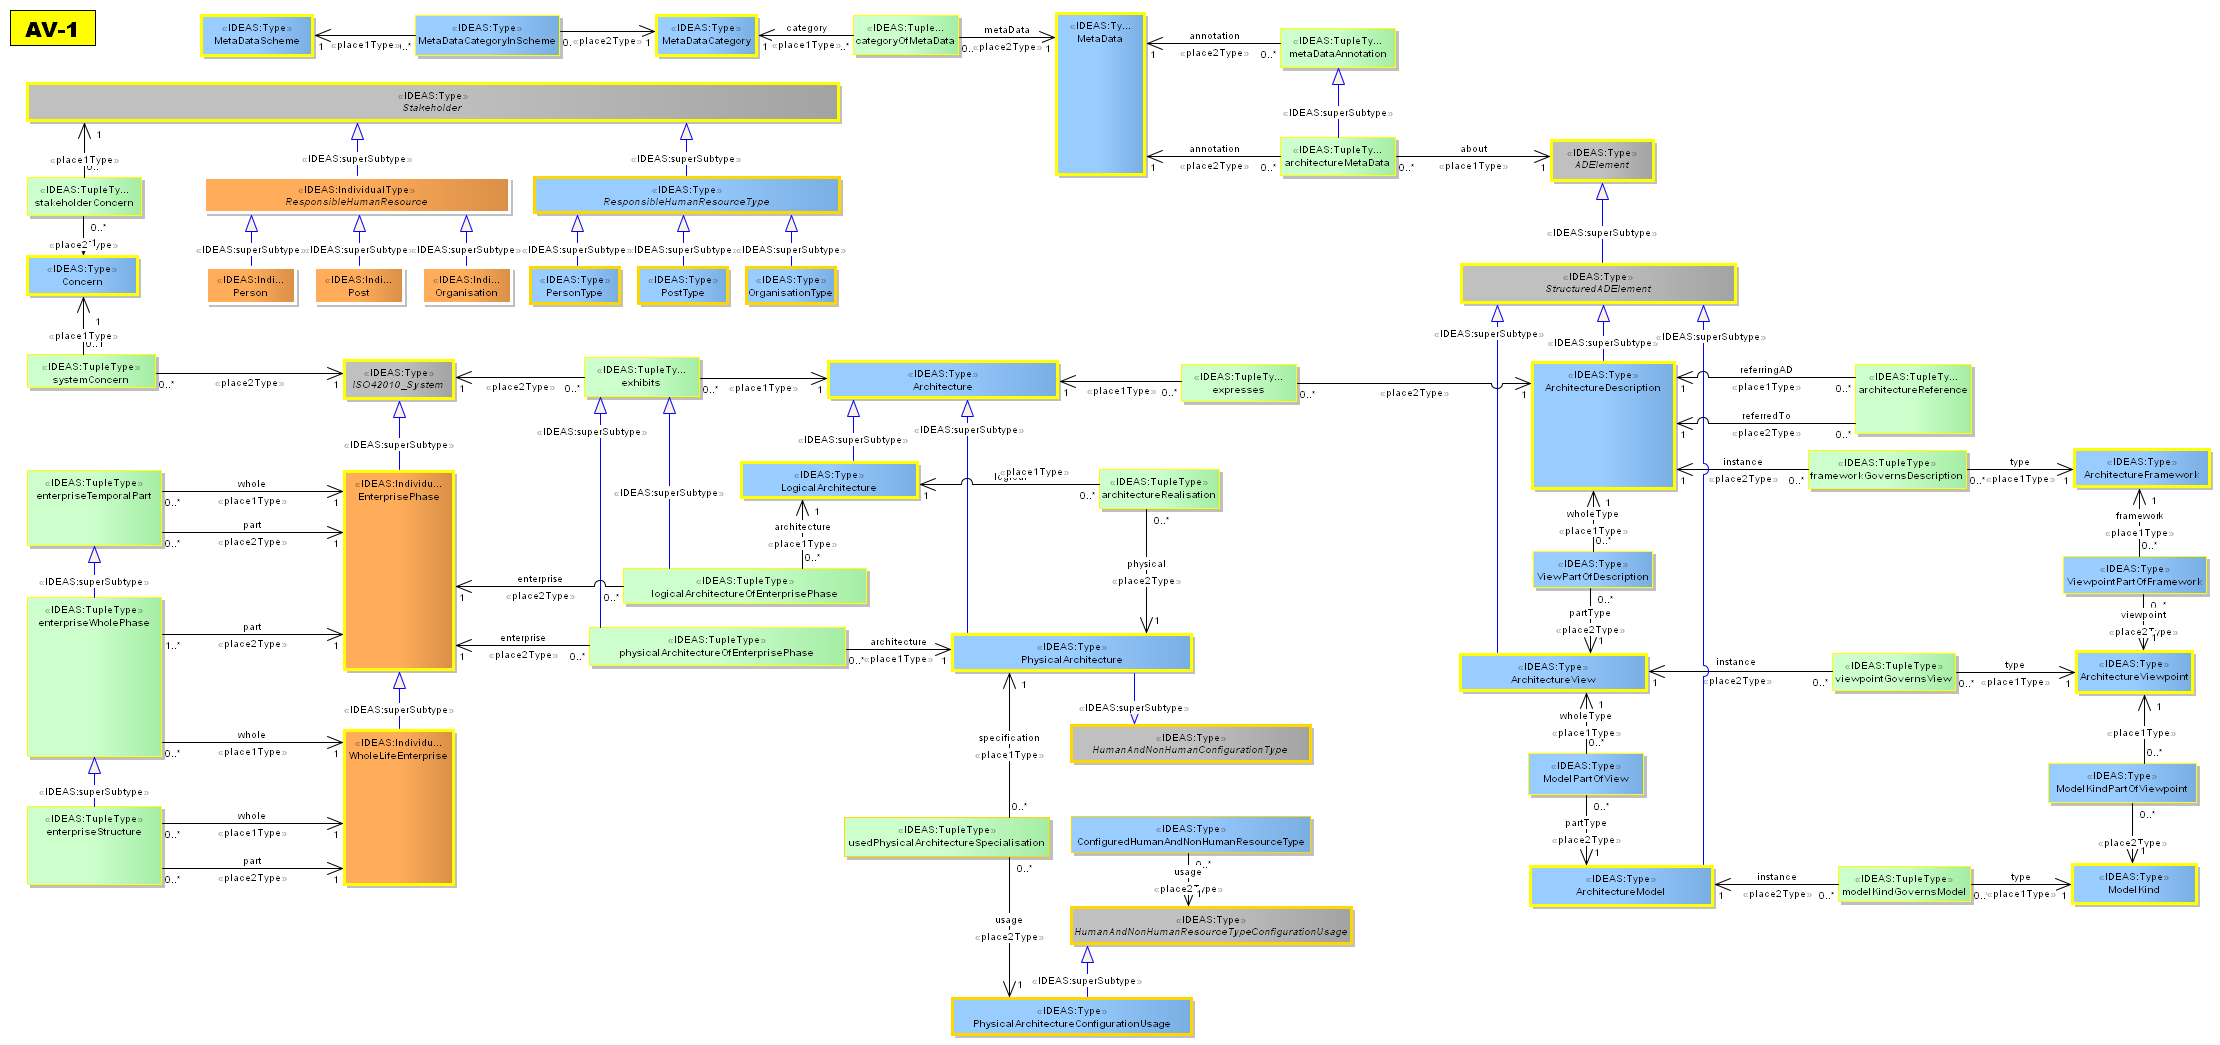 AV-1
«IDEAS:Type»
MetaDataScheme
1
«place1Type»
..*
«IDEAS:Type»
MetaDataCategoryInScheme
0..
«place2Type»
1
«IDEAS:Type»
MetaDataCategory
category
1
«place1Type»
..*
«IDEAS:Tuple...
categoryOfMetaData
metaData
0..
«place2Type»
1
«IDEAS:Ty...
MetaData
annotation
1
«place2Type»
0..*
«IDEAS:TupleTy...
metaDataAnnotation
«IDEAS:superSubtype»
annotation
1
«place2Type»
0..*
«IDEAS:TupleTy...
architectureMetaData
about
0..*
«place1Type»
1
«IDEAS:Type»
ADElement
«IDEAS:superSubtype»
«IDEAS:Type»
StructuredADElement
«IDEAS:superSubtype»
«IDEAS:superSubtype»
«IDEAS:superSubtype»
«IDEAS:Type»
Stakeholder
1
«place1Type»
0..
«IDEAS:TupleTy...
stakeholderConcern
0..*
«place2Type»
1
«IDEAS:Type»
Concern
1
«place1Type»
0..1
«IDEAS:superSubtype»
«IDEAS:superSubtype»
«IDEAS:IndividualType»
ResponsibleHumanResource
«IDEAS:Type»
ResponsibleHumanResourceType
«IDEAS:superSubtype»
«IDEAS:superSubtype»
«IDEAS:superSubtype»
«IDEAS:superSubtype»
«IDEAS:superSubtype»
«IDEAS:superSubtype»
«IDEAS:Indi...
Person
«IDEAS:Indi...
Post
«IDEAS:Indi...
Organisation
«IDEAS:Type»
PersonType
«IDEAS:Type»
PostType
«IDEAS:Type»
OrganisationType
«IDEAS:TupleType»
systemConcern
0..*
«place2Type»
1
«IDEAS:Type»
ISO42010_System
1
«place2Type»
0..*
«IDEAS:TupleTy...
exhibits
0..*
«place1Type»
1
«IDEAS:Type»
Architecture
1
«place1Type»
0..*
«IDEAS:TupleTy...
expresses
0..*
«place2Type»
1
«IDEAS:Type»
ArchitectureDescription
referringAD
1
«place1Type»
0..*
referredTo
1
«place2Type»
0..*
«IDEAS:TupleTy...
architectureReference
instance
1
«place2Type»
0..*
«IDEAS:TupleType»
frameworkGovernsDescription
type
0..*
«place1Type»
1
«IDEAS:Type»
ArchitectureFramework
«IDEAS:superSubtype»
«IDEAS:superSubtype»
«IDEAS:superSubtype»
«IDEAS:superSubtype»
«IDEAS:superSubtype»
«IDEAS:TupleType»
enterpriseTemporalPart
whole
0..*
«place1Type»
1
part
0..*
«place2Type»
1
«IDEAS:Individu...
EnterprisePhase
«IDEAS:Type»
LogicalArchitecture
1
«place1Type»
logical
0..*
«IDEAS:TupleType»
architectureRealisation
0..*
physical
«place2Type»
1
1
architecture
«place1Type»
0..*
«IDEAS:superSubtype»
«IDEAS:TupleType»
enterpriseWholePhase
part
1..*
«place2Type»
1
whole
0..*
«place1Type»
1
enterprise
1
«place2Type»
0..*
«IDEAS:TupleType»
logicalArchitectureOfEnterprisePhase
enterprise
1
«place2Type»
0..*
«IDEAS:TupleType»
physicalArchitectureOfEnterprisePhase
architecture
0..*
«place1Type»
1
«IDEAS:Type»
PhysicalArchitecture
1
wholeType
«place1Type»
0..*
«IDEAS:Type»
ViewPartOfDescription
0..*
partType
«place2Type»
1
1
framework
«place1Type»
0..*
«IDEAS:Type»
ViewpointPartOfFramework
0..*
viewpoint
«place2Type»
1
«IDEAS:Type»
ArchitectureView
instance
1
«place2Type»
0..*
«IDEAS:TupleType»
viewpointGovernsView
type
0..*
«place1Type»
1
«IDEAS:Type»
ArchitectureViewpoint
«IDEAS:superSubtype»
«IDEAS:Individu...
WholeLifeEnterprise
«IDEAS:superSubtype»
«IDEAS:TupleType»
enterpriseStructure
whole
0..*
«place1Type»
1
part
0..*
«place2Type»
1
1
specification
«place1Type»
0..*
«IDEAS:superSubtype»
«IDEAS:Type»
HumanAndNonHumanConfigurationType
1
wholeType
«place1Type»
0..*
«IDEAS:Type»
ModelPartOfView
0..*
partType
«place2Type»
1
1
«place1Type»
0..*
«IDEAS:Type»
ModelKindPartOfViewpoint
0..*
«place2Type»
1
«IDEAS:TupleType»
usedPhysicalArchitectureSpecialisation
0..*
usage
«place2Type»
1
«IDEAS:Type»
ConfiguredHumanAndNonHumanResourceType
0..*
usage
«place2Type»
1
«IDEAS:Type»
HumanAndNonHumanResourceTypeConfigurationUsage
«IDEAS:superSubtype»
«IDEAS:Type»
PhysicalArchitectureConfigurationUsage
«IDEAS:Type»
ArchitectureModel
instance
1
«place2Type»
0..*
«IDEAS:TupleType»
modelKindGovernsModel
type
0..
«place1Type»
1
«IDEAS:Type»
ModelKind